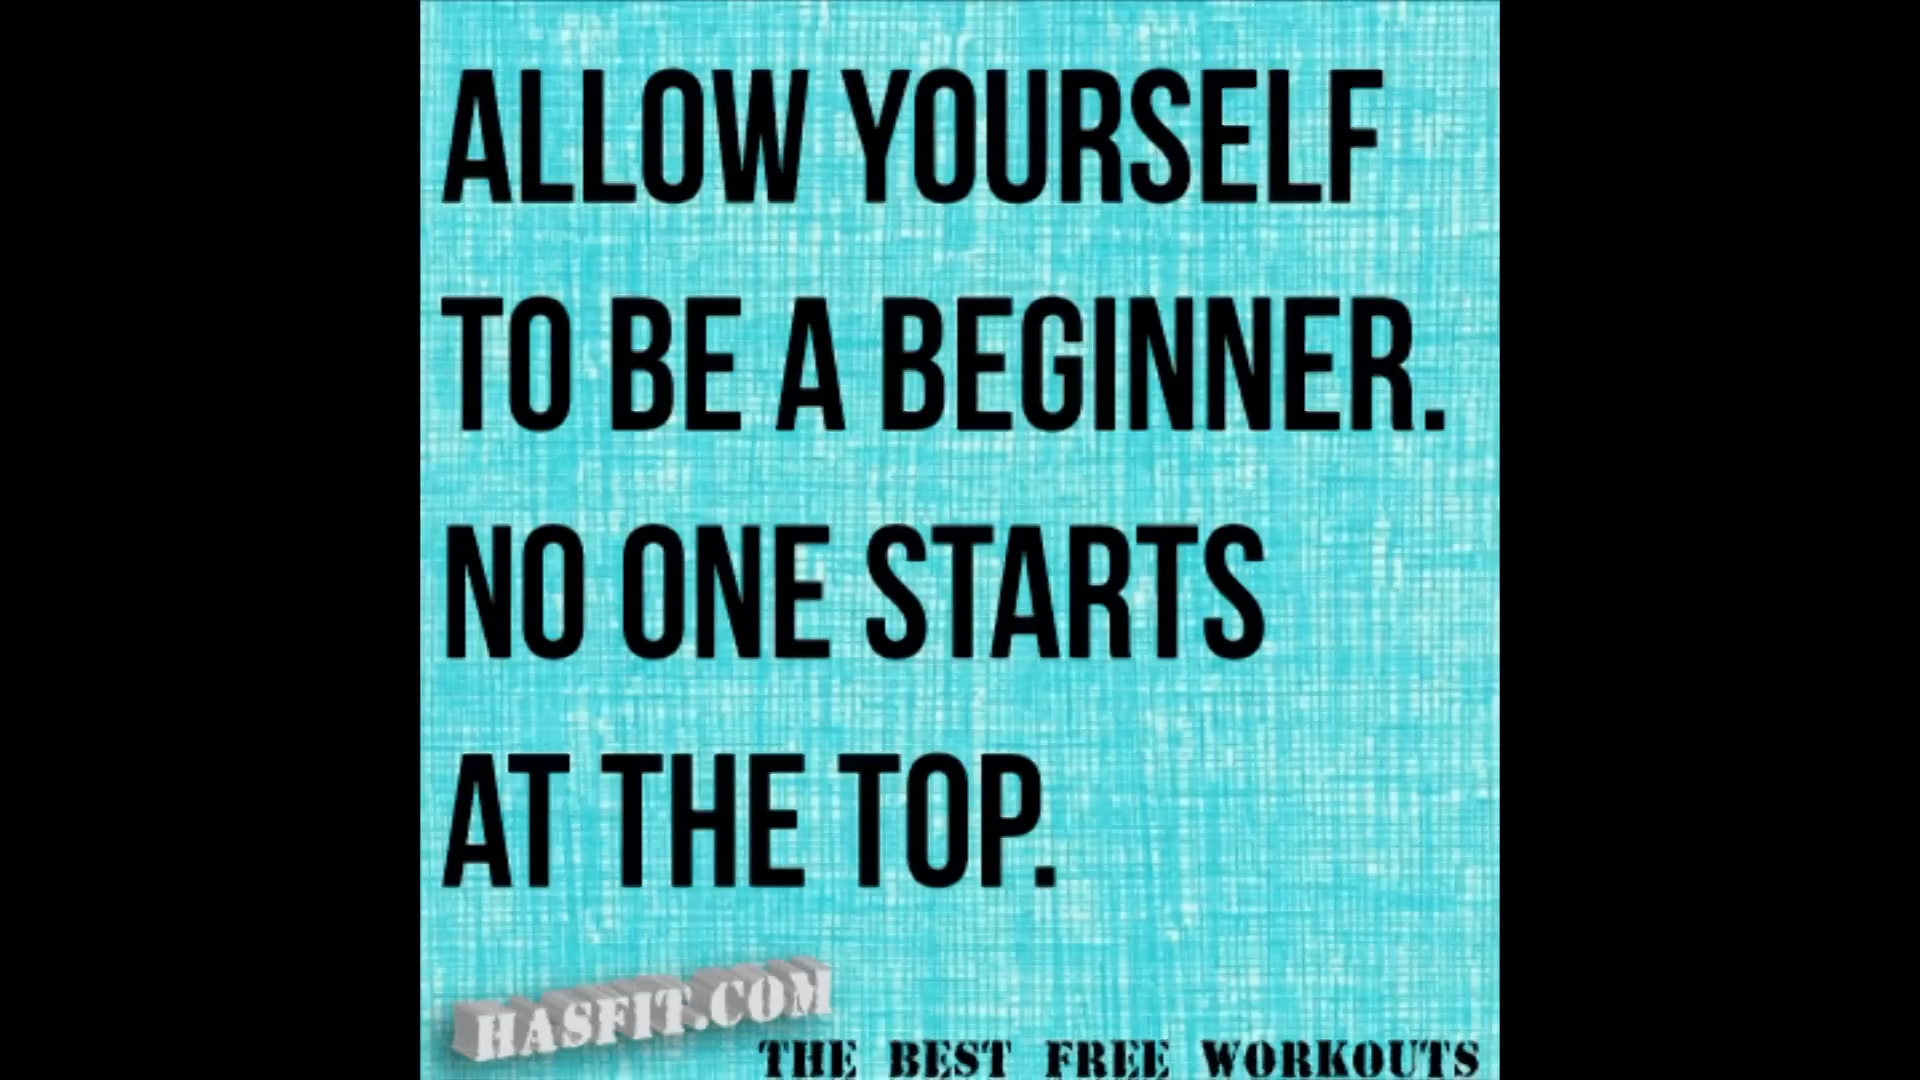 ALLOW YOURSELF
TO BE A BEGINNER.
NO ONE STARTS
AT THE TOP.
HASFIT.COM
THE BEST FREE WORKOUTS